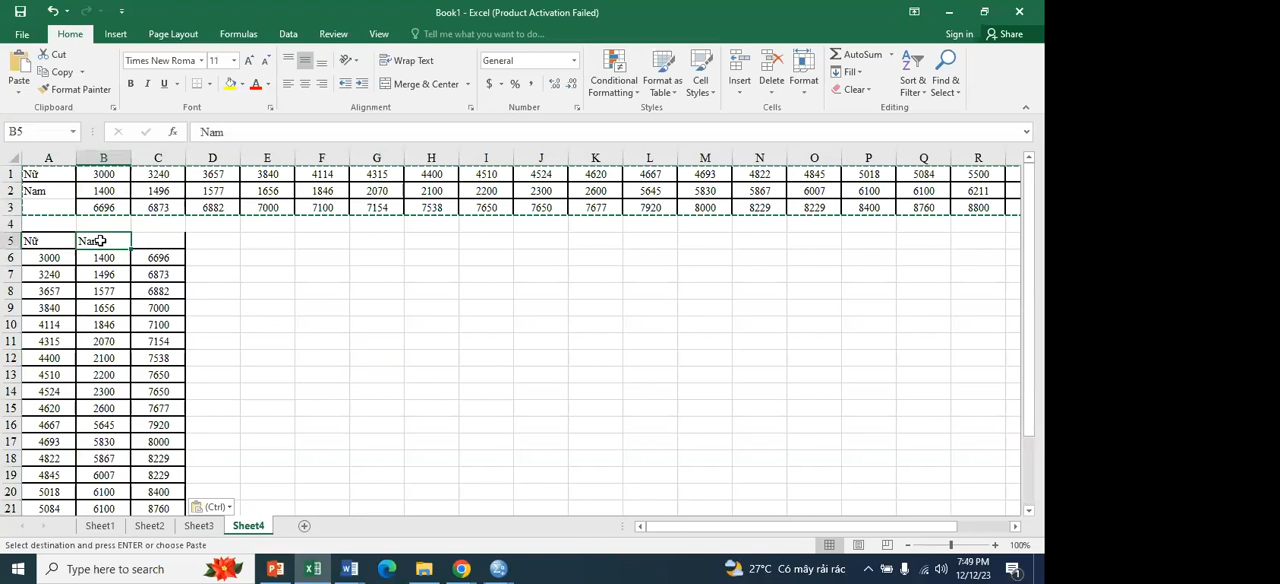 Book1 - Excel (Product Activation Failed)
File Home Insert Page Layout Formulas Data Review View Tell me what you want to do... Sign in Share
Paste Cut Copy Format Painter
Times New Roma 11 B I U
Wrap Text Merge & Center
General $ % ,
Conditional Formatting Format as Table Cell Styles
Insert Delete Format
AutoSum Fill Clear Sort & Filter Find & Select
Clipboard Font Alignment Number Styles Cells Editing
B5 fx Nam
A B C D E F G H I J K L M N O P Q R
1 Nữ 3000 3240 3657 3840 4114 4315 4400 4510 4524 4620 4667 4693 4822 4845 5018 5084 5500
2 Nam 1400 1496 1577 1656 1846 2070 2100 2200 2300 2600 5645 5830 5867 6007 6100 6100 6211
3 6696 6873 6882 7000 7100 7154 7538 7650 7650 7677 7920 8000 8229 8229 8400 8760 8800
4
5 Nữ Nam
6 3000 1400 6696
7 3240 1496 6873
8 3657 1577 6882
9 3840 1656 7000
10 4114 1846 7100
11 4315 2070 7154
12 4400 2100 7538
13 4510 2200 7650
14 4524 2300 7650
15 4620 2600 7677
16 4667 5645 7920
17 4693 5830 8000
18 4822 5867 8229
19 4845 6007 8229
20 5018 6100 8400
21 5084 6100 8760
(Ctrl)
Sheet1 Sheet2 Sheet3 Sheet4
Select destination and press ENTER or choose Paste 100%
Type here to search 27°C Có mây rải rác 7:49 PM
12/12/23